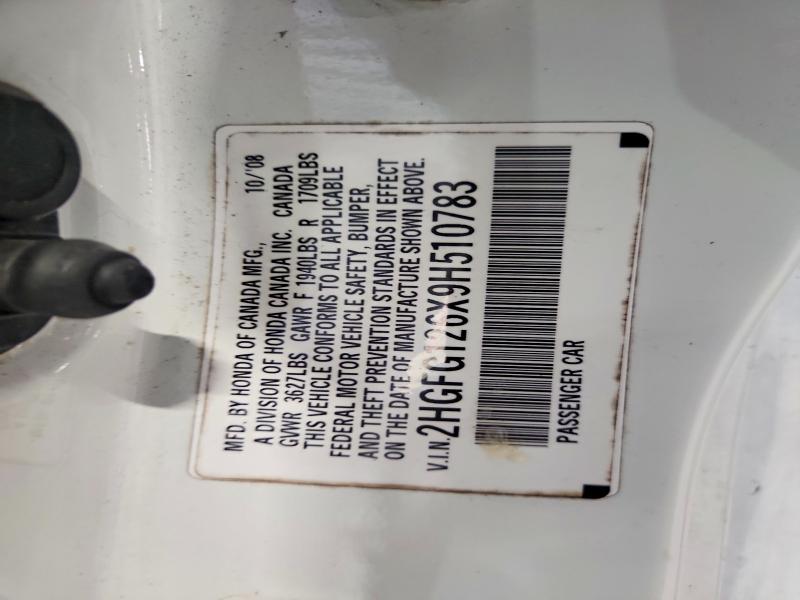 MFD. BY HONDA OF CANADA MFG., 10/'08
A DIVISION OF HONDA CANADA INC. CANADA
GVWR 3627LBS GAWR F 1940LBS R 1709LBS
THIS VEHICLE CONFORMS TO ALL APPLICABLE
FEDERAL MOTOR VEHICLE SAFETY, BUMPER,
AND THEFT PREVENTION STANDARDS IN EFFECT
ON THE DATE OF MANUFACTURE SHOWN ABOVE.
V.I.N. 2HGFG126X9H510783
PASSENGER CAR